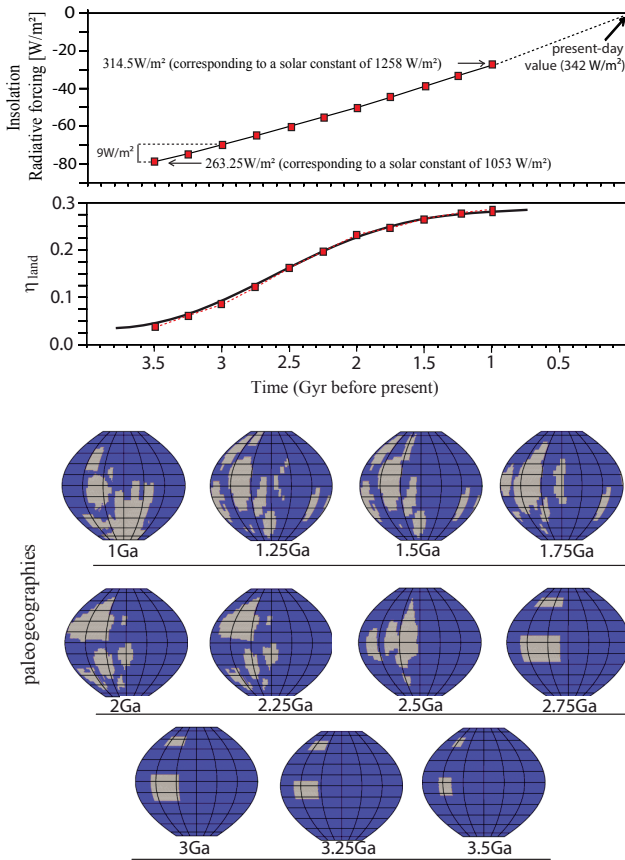 Insolation
Radiative forcing [W/m²]
0
-20
-40
-60
-80
314.5W/m² (corresponding to a solar constant of 1258 W/m²)
present-day
value (342 W/m²)
9W/m²
263.25W/m² (corresponding to a solar constant of 1053 W/m²)
η land
0.3
0.2
0.1
0.0
3.5 3 2.5 2 1.5 1 0.5
Time (Gyr before present)
paleogeographies
1Ga 1.25Ga 1.5Ga 1.75Ga
2Ga 2.25Ga 2.5Ga 2.75Ga
3Ga 3.25Ga 3.5Ga